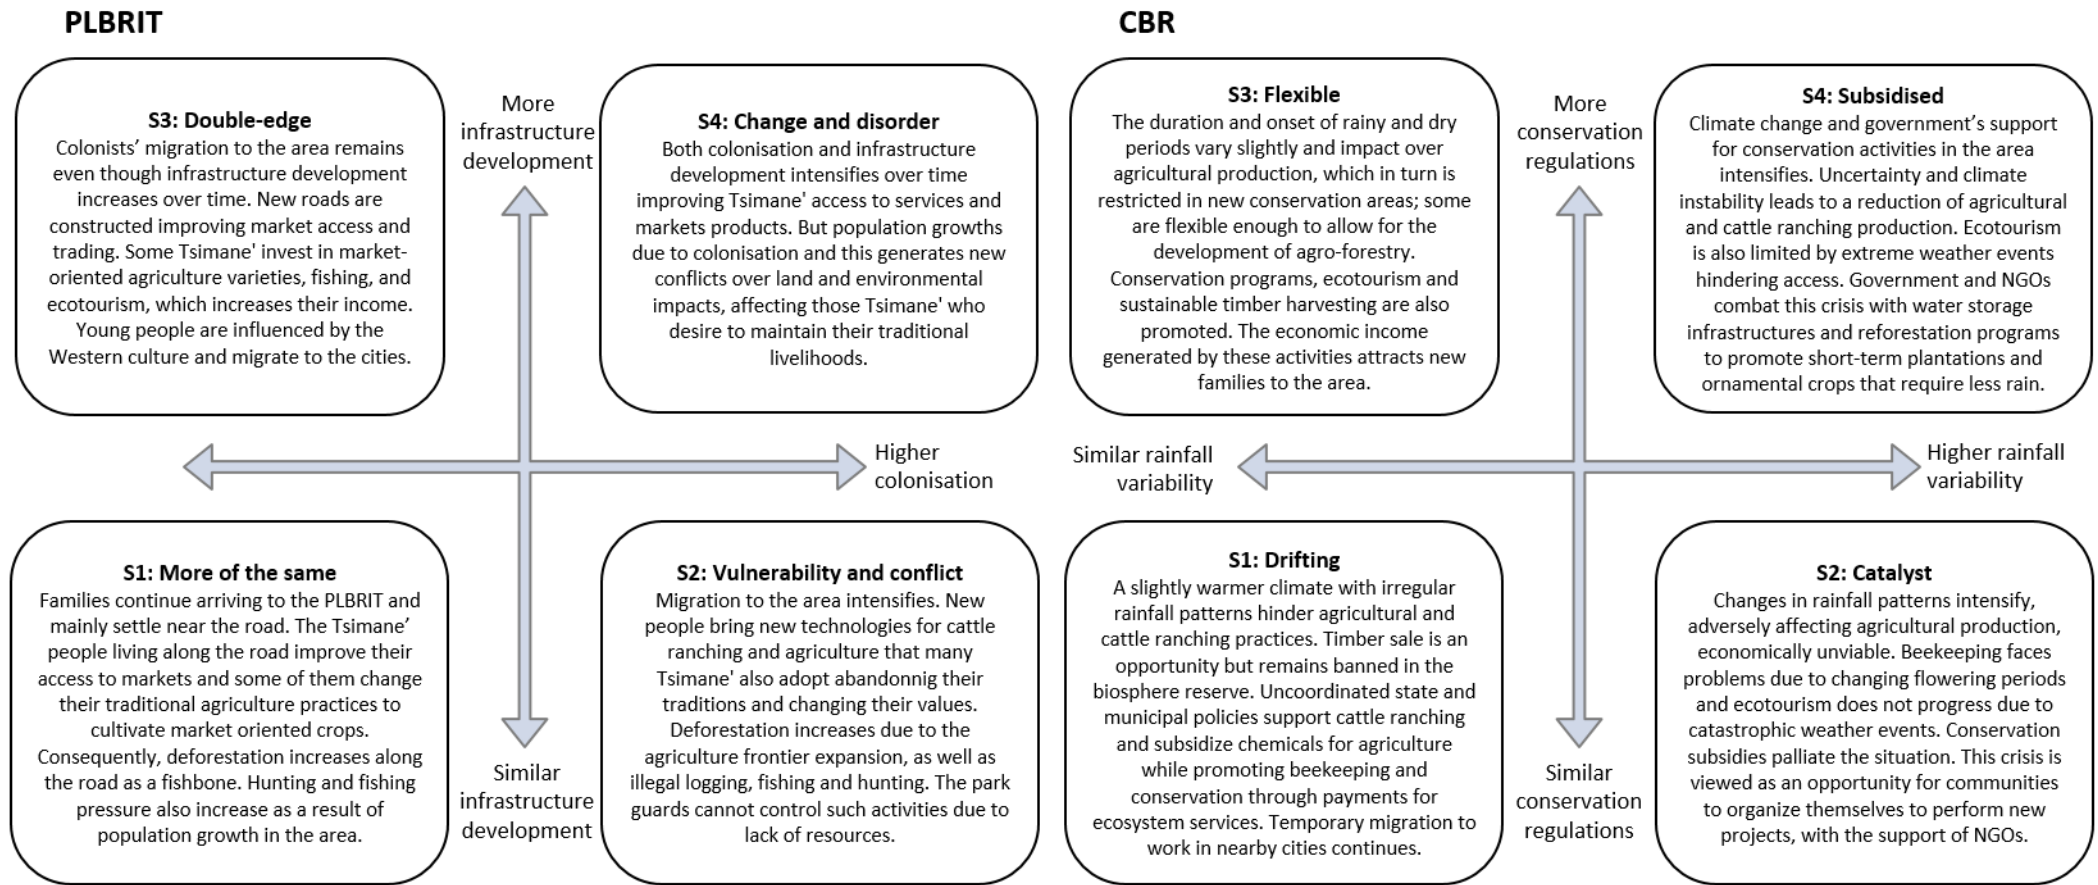 PLBRIT
S3: Double-edge
Colonists’ migration to the area remains
even though infrastructure development
increases over time. New roads are
constructed improving market access and
trading. Some Tsimane' invest in market-
oriented agriculture varieties, fishing, and
ecotourism, which increases their income.
Young people are influenced by the
Western culture and migrate to the cities.
More
infrastructure
development
S4: Change and disorder
Both colonisation and infrastructure
development intensifies over time
improving Tsimane' access to services and
markets products. But population growths
due to colonisation and this generates new
conflicts over land and environmental
impacts, affecting those Tsimane' who
desire to maintain their traditional
livelihoods.
Higher
colonisation
S1: More of the same
Families continue arriving to the PLBRIT and
mainly settle near the road. The Tsimane’
people living along the road improve their
access to markets and some of them change
their traditional agriculture practices to
cultivate market oriented crops.
Consequently, deforestation increases along
the road as a fishbone. Hunting and fishing
pressure also increase as a result of
population growth in the area.
Similar
infrastructure
development
S2: Vulnerability and conflict
Migration to the area intensifies. New
people bring new technologies for cattle
ranching and agriculture that many
Tsimane' also adopt abandonnig their
traditions and changing their values.
Deforestation increases due to the
agriculture frontier expansion, as well as
illegal logging, fishing and hunting. The park
guards cannot control such activities due to
lack of resources.
CBR
S3: Flexible
The duration and onset of rainy and dry
periods vary slightly and impact over
agricultural production, which in turn is
restricted in new conservation areas; some
are flexible enough to allow for the
development of agro-forestry.
Conservation programs, ecotourism and
sustainable timber harvesting are also
promoted. The economic income
generated by these activities attracts new
families to the area.
More
conservation
regulations
S4: Subsidised
Climate change and government’s support
for conservation activities in the area
intensifies. Uncertainty and climate
instability leads to a reduction of agricultural
and cattle ranching production. Ecotourism
is also limited by extreme weather events
hindering access. Government and NGOs
combat this crisis with water storage
infrastructures and reforestation programs
to promote short-term plantations and
ornamental crops that require less rain.
Similar rainfall
variability
Higher rainfall
variability
S1: Drifting
A slightly warmer climate with irregular
rainfall patterns hinder agricultural and
cattle ranching practices. Timber sale is an
opportunity but remains banned in the
biosphere reserve. Uncoordinated state and
municipal policies support cattle ranching
and subsidize chemicals for agriculture
while promoting beekeeping and
conservation through payments for
ecosystem services. Temporary migration to
work in nearby cities continues.
Similar
conservation
regulations
S2: Catalyst
Changes in rainfall patterns intensify,
adversely affecting agricultural production,
economically unviable. Beekeeping faces
problems due to changing flowering periods
and ecotourism does not progress due to
catastrophic weather events. Conservation
subsidies palliate the situation. This crisis is
viewed as an opportunity for communities
to organize themselves to perform new
projects, with the support of NGOs.